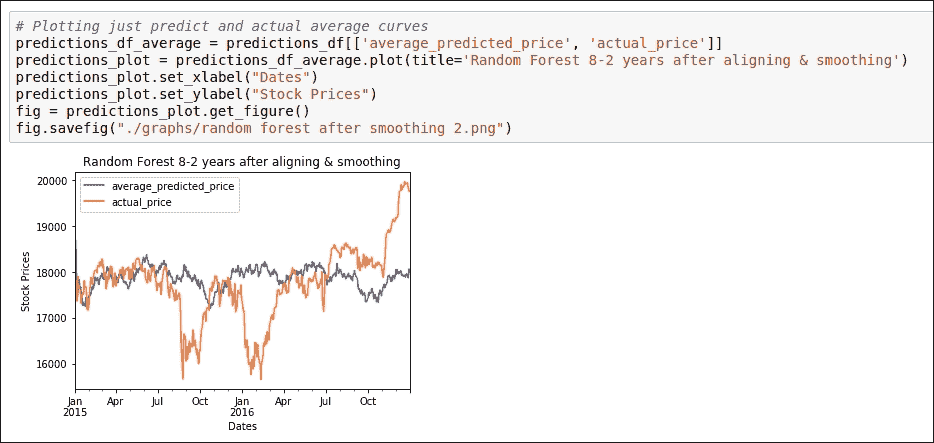 # Plotting just predict and actual average curves
predictions_df_average = predictions_df[['average_predicted_price', 'actual_price']]
predictions_plot = predictions_df_average.plot(title='Random Forest 8-2 years after aligning & smoothing')
predictions_plot.set_xlabel("Dates")
predictions_plot.set_ylabel("Stock Prices")
fig = predictions_plot.get_figure()
fig.savefig("./graphs/random forest after smoothing 2.png")
Random Forest 8-2 years after aligning & smoothing
average_predicted_price
actual_price
20000
19000
18000
17000
16000
Stock Prices
Jan Apr Jul Oct Jan Apr Jul Oct
2015 2016
Dates